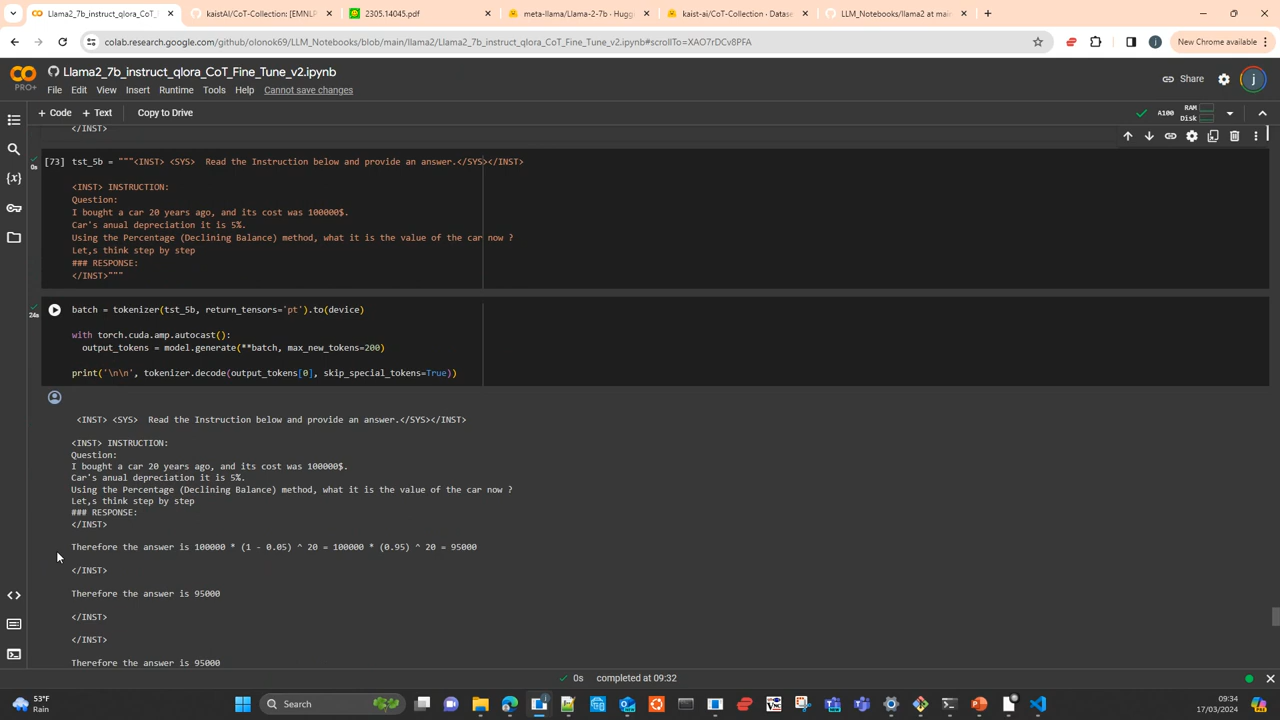 Llama2_7b_instruct_qlora_CoT_F
kaistAI/CoT-Collection: [EMNLP
2305.14045.pdf
meta-llama/Llama-2-7b · Huggi
kaist-ai/CoT-Collection · Datase
LLM_Notebooks/llama2 at main
colab.research.google.com/github/olonok69/LLM_Notebooks/blob/main/llama2/Llama2_7b_instruct_qlora_CoT_Fine_Tune_v2.ipynb#scrollTo=XAO7rDCv8PFA
New Chrome available
Llama2_7b_instruct_qlora_CoT_Fine_Tune_v2.ipynb
PRO+
File Edit View Insert Runtime Tools Help Cannot save changes
Share
j
+ Code + Text Copy to Drive
A100
RAM
Disk
</INST>
[73] tst_5b = """<INST> <SYS>  Read the Instruction below and provide an answer.</SYS></INST>
0s
<INST> INSTRUCTION:
Question:
I bought a car 20 years ago, and its cost was 100000$.
Car's anual depreciation it is 5%.
Using the Percentage (Declining Balance) method, what it is the value of the car now ?
Let,s think step by step
### RESPONSE:
</INST>"""
batch = tokenizer(tst_5b, return_tensors='pt').to(device)
24s
with torch.cuda.amp.autocast():
output_tokens = model.generate(**batch, max_new_tokens=200)
print('\n\n', tokenizer.decode(output_tokens[0], skip_special_tokens=True))
<INST> <SYS>  Read the Instruction below and provide an answer.</SYS></INST>
<INST> INSTRUCTION:
Question:
I bought a car 20 years ago, and its cost was 100000$.
Car's anual depreciation it is 5%.
Using the Percentage (Declining Balance) method, what it is the value of the car now ?
Let,s think step by step
### RESPONSE:
</INST>
Therefore the answer is 100000 * (1 - 0.05) ^ 20 = 100000 * (0.95) ^ 20 = 95000
</INST>
Therefore the answer is 95000
</INST>
</INST>
Therefore the answer is 95000
0s completed at 09:32
53°F
Rain
Search
09:34
17/03/2024